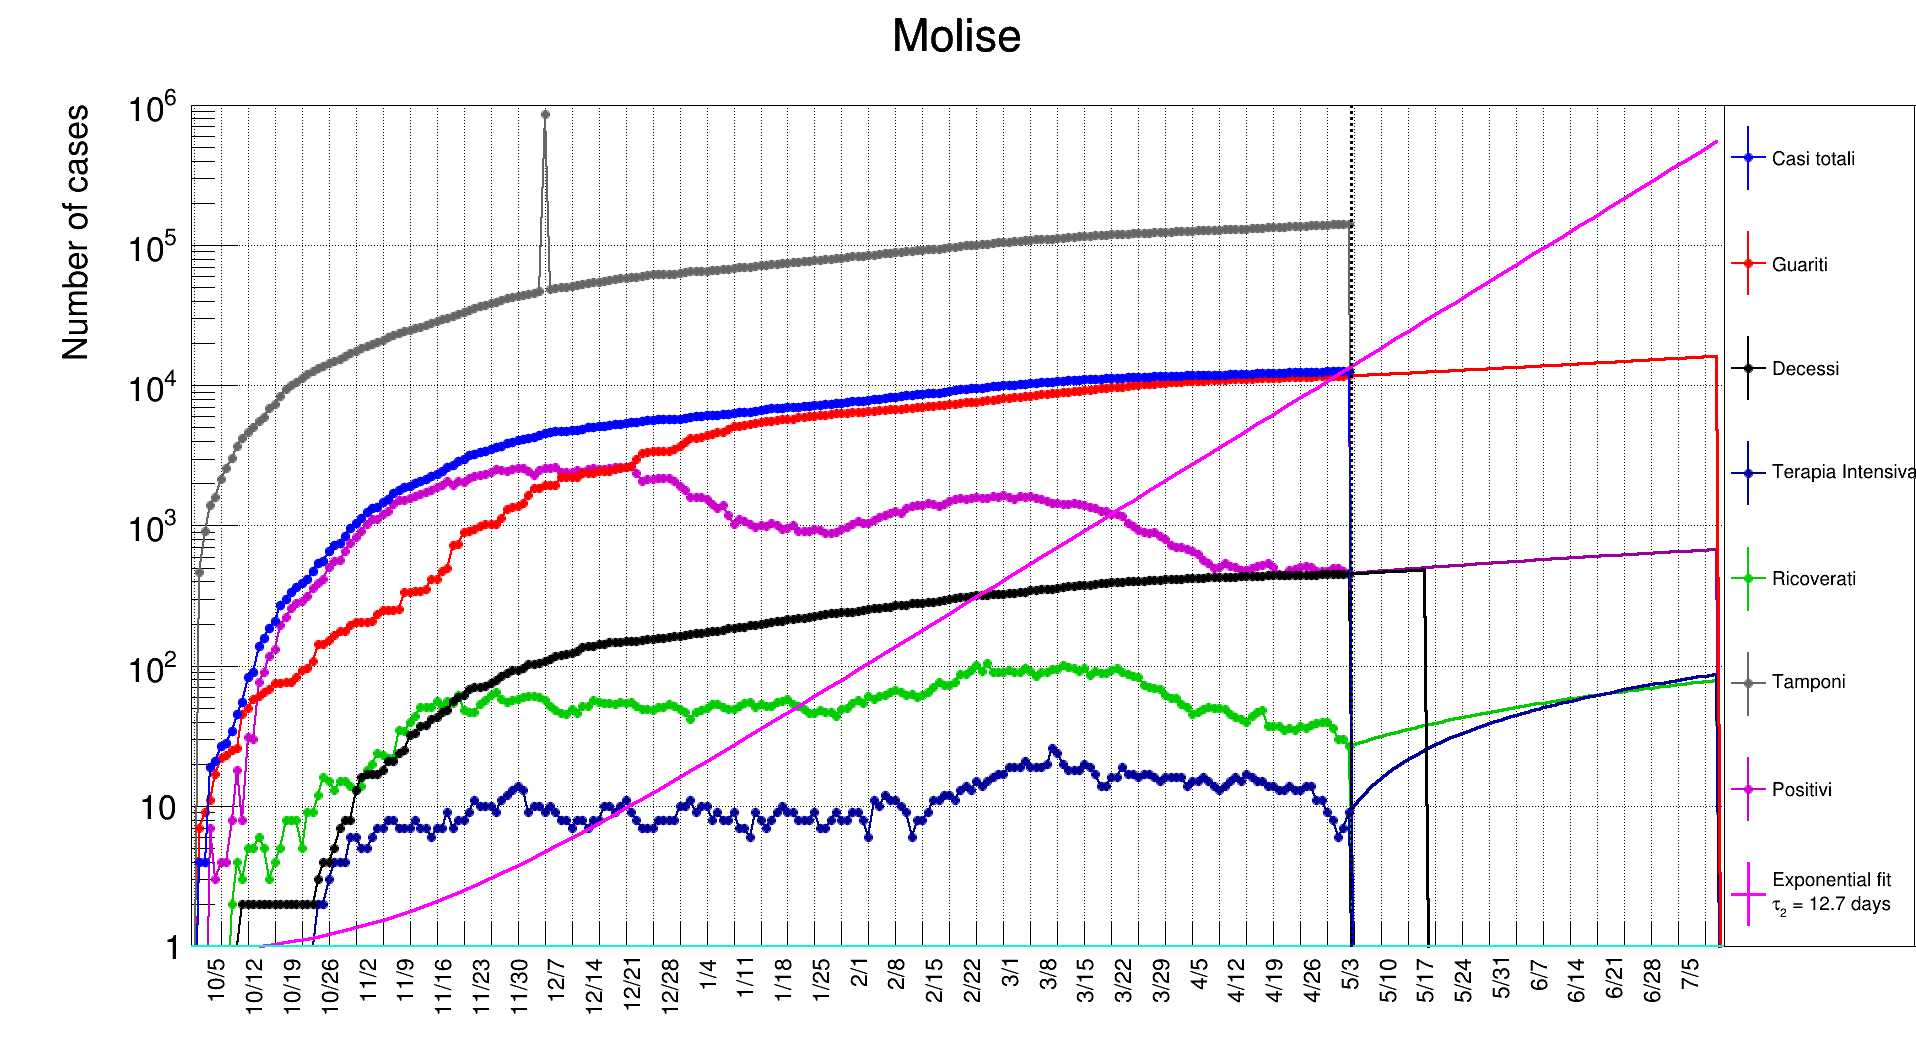 Molise
Number of cases
10^6
10^5
10^4
10^3
10^2
10
1
10/5 10/12 10/19 10/26 11/2 11/9 11/16 11/23 11/30 12/7 12/14 12/21 12/28 1/4 1/11 1/18 1/25 2/1 2/8 2/15 2/22 3/1 3/8 3/15 3/22 3/29 4/5 4/12 4/19 4/26 5/3 5/10 5/17 5/24 5/31 6/7 6/14 6/21 6/28 7/5
Casi totali
Guariti
Decessi
Terapia Intensiva
Ricoverati
Tamponi
Positivi
Exponential fit
τ₂ = 12.7 days